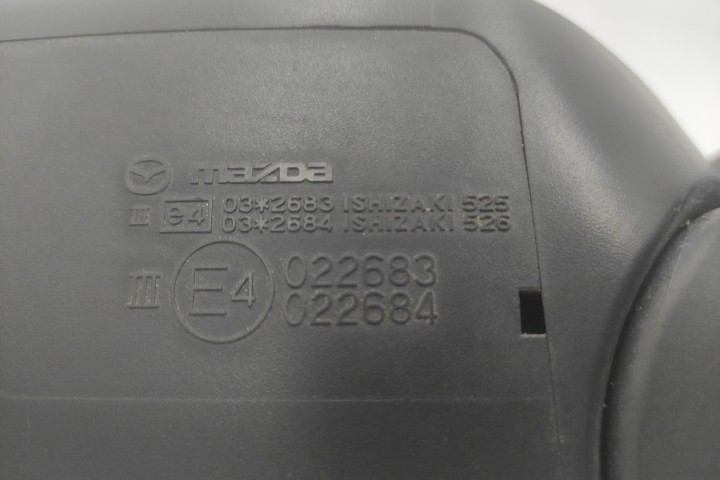 mazda
III e4 03*2683 ISHIZAKI 525
03*2684 ISHIZAKI 526
III E4 022683
022684